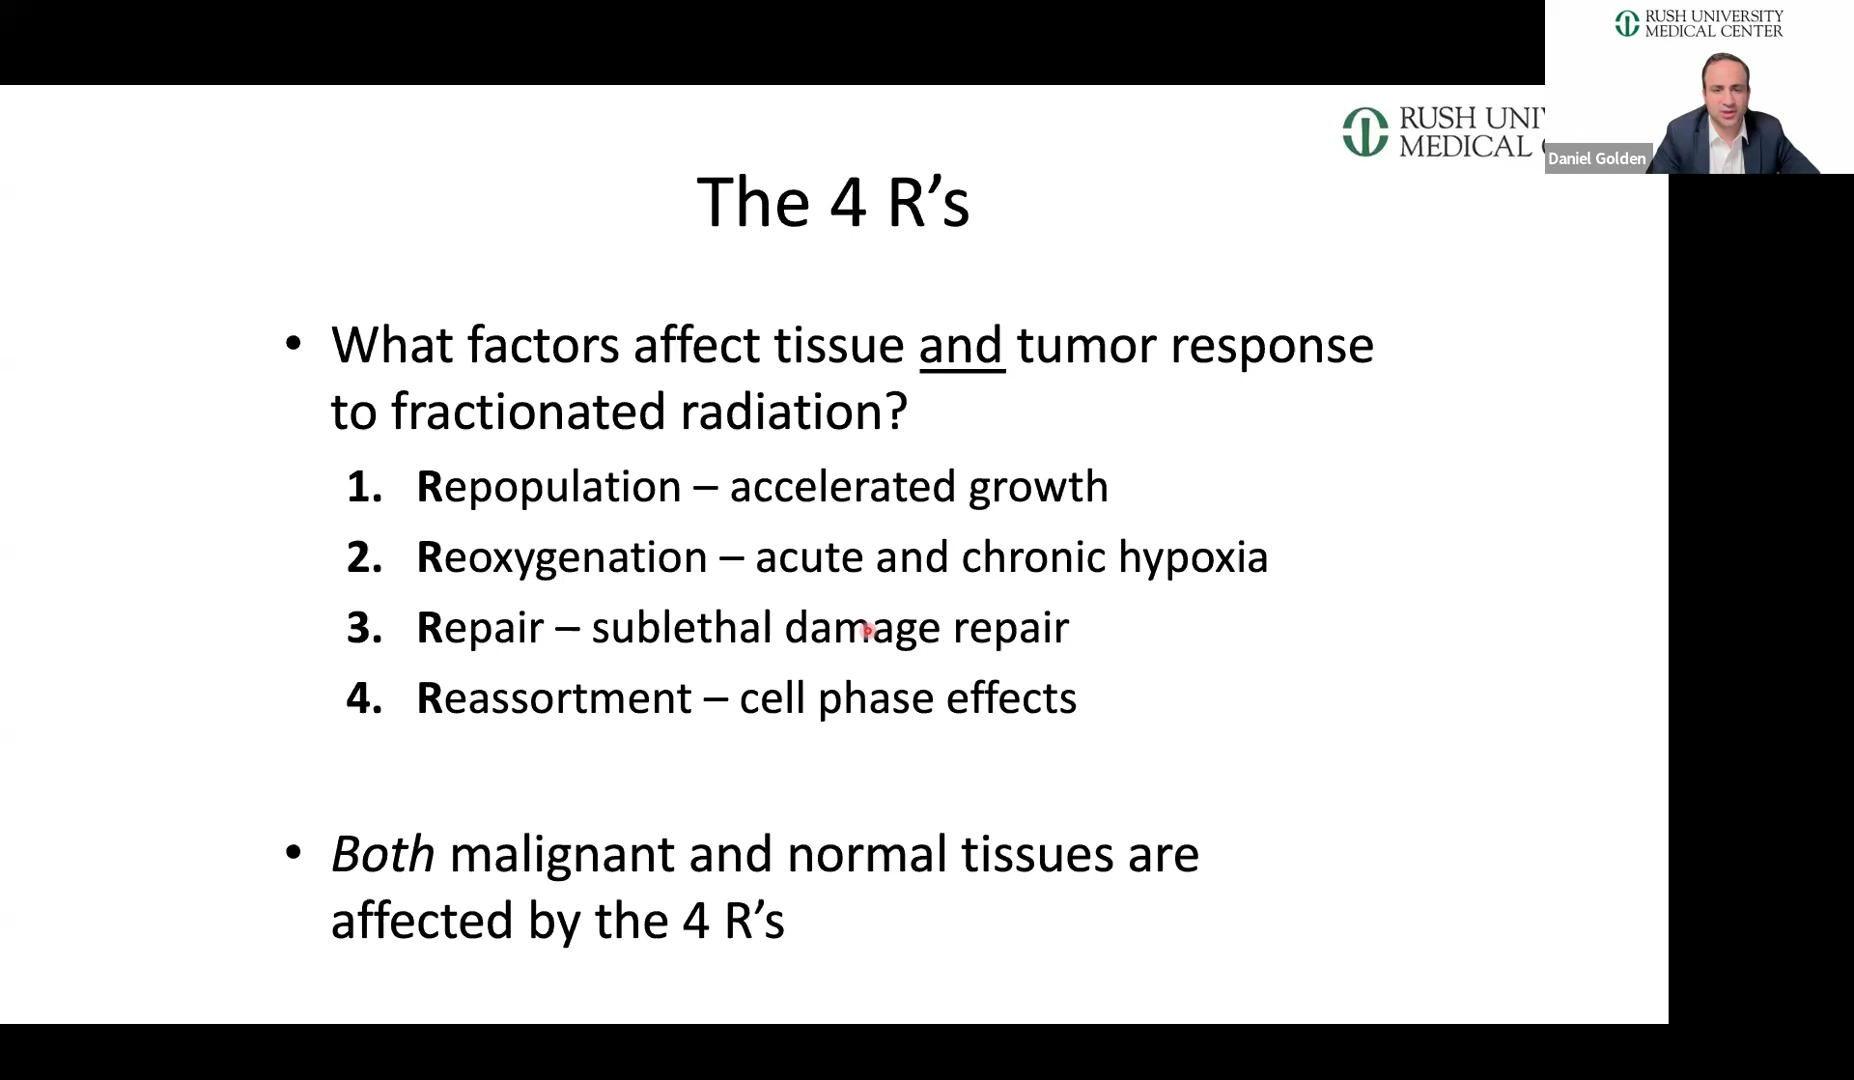 RUSH UNIVERSITY
MEDICAL CENTER
Daniel Golden
RUSH UNI
MEDICAL
The 4 R’s
• What factors affect tissue and tumor response
to fractionated radiation?
1. Repopulation – accelerated growth
2. Reoxygenation – acute and chronic hypoxia
3. Repair – sublethal damage repair
4. Reassortment – cell phase effects
• Both malignant and normal tissues are
affected by the 4 R’s